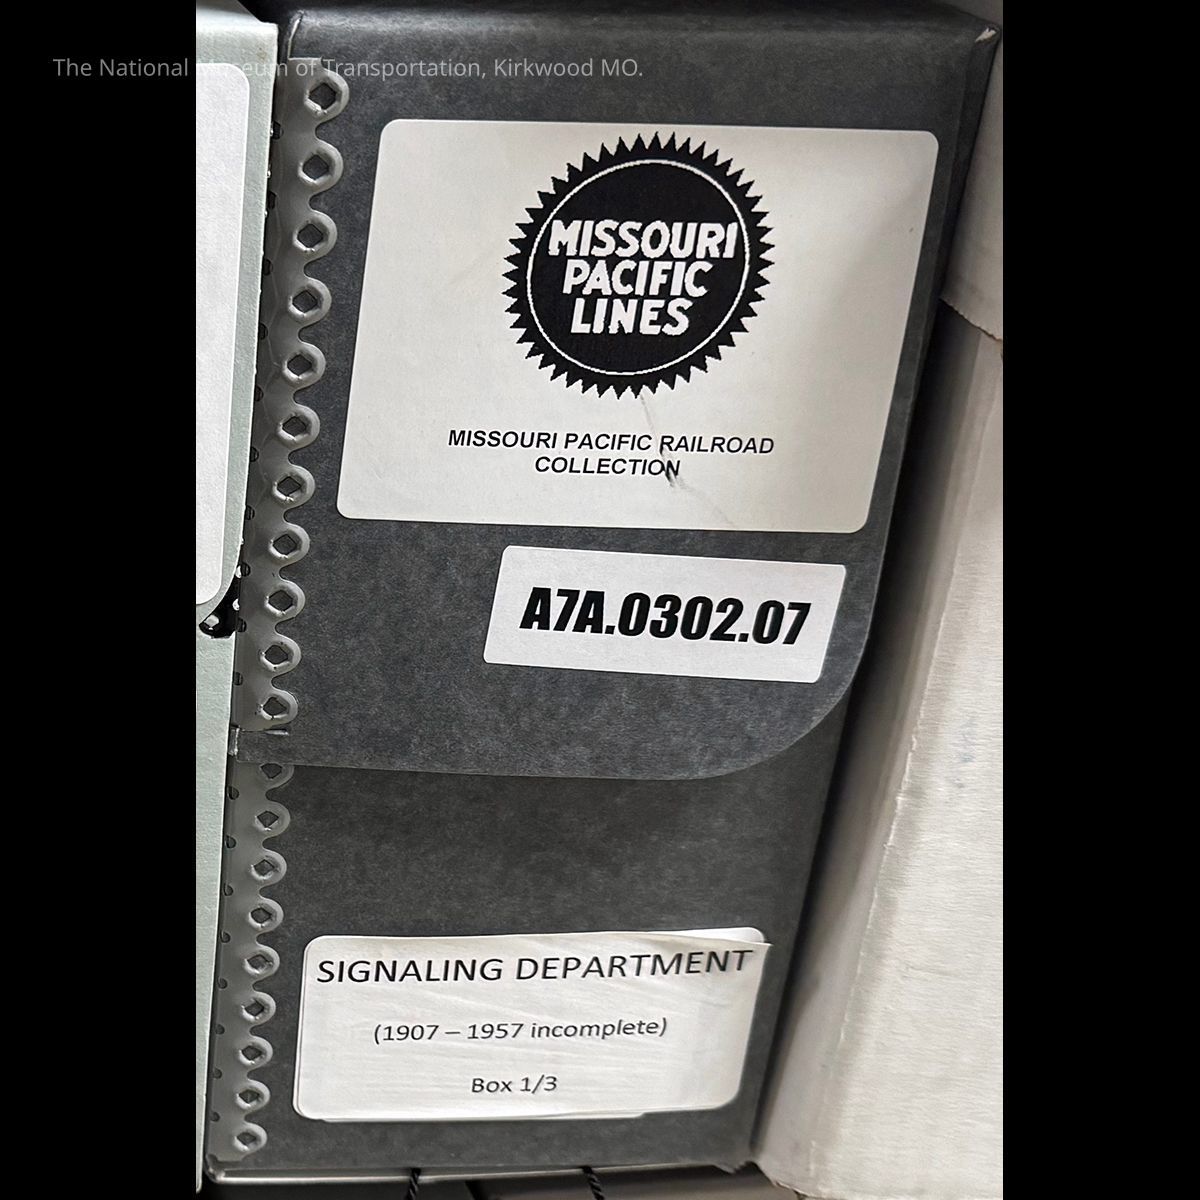 The National Museum of Transportation, Kirkwood MO.
MISSOURI
PACIFIC
LINES
MISSOURI PACIFIC RAILROAD
COLLECTION
A7A.0302.07
SIGNALING DEPARTMENT
(1907 – 1957 incomplete)
Box 1/3